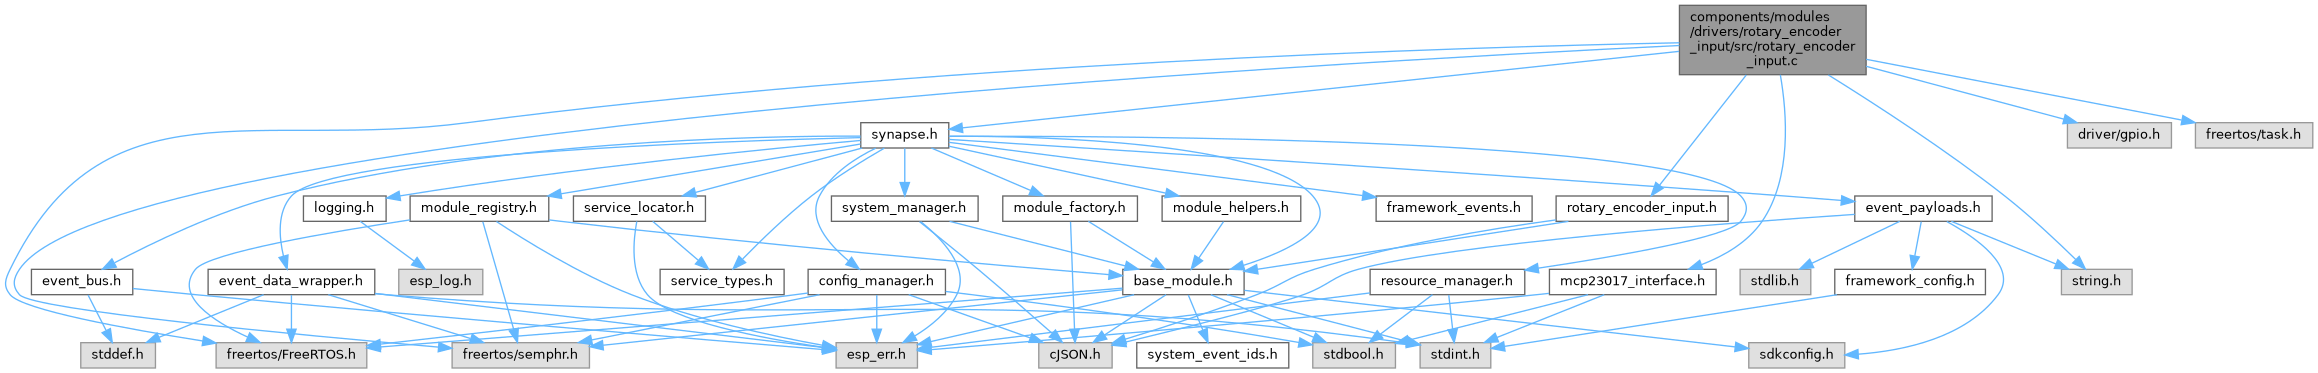 components/modules
/drivers/rotary_encoder
_input/src/rotary_encoder
_input.c
synapse.h
driver/gpio.h
freertos/task.h
logging.h
module_registry.h
service_locator.h
system_manager.h
module_factory.h
module_helpers.h
framework_events.h
rotary_encoder_input.h
event_payloads.h
event_bus.h
event_data_wrapper.h
esp_log.h
service_types.h
config_manager.h
base_module.h
resource_manager.h
mcp23017_interface.h
stdlib.h
framework_config.h
string.h
stddef.h
freertos/FreeRTOS.h
freertos/semphr.h
esp_err.h
cJSON.h
system_event_ids.h
stdbool.h
stdint.h
sdkconfig.h